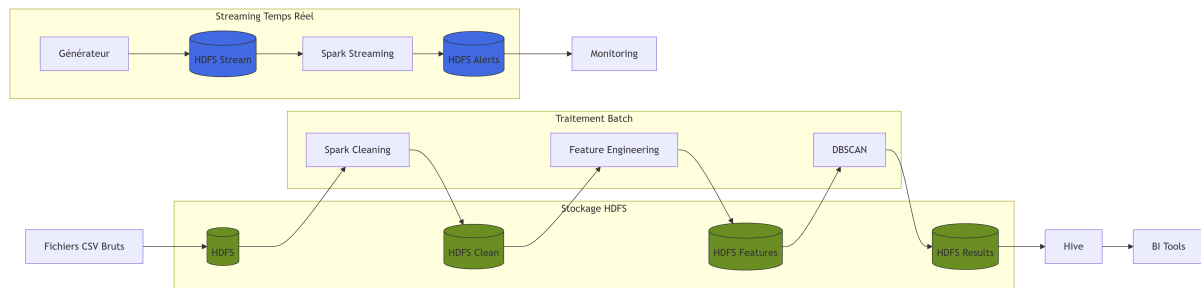 Streaming Temps Réel
Générateur
HDFS Stream
Spark Streaming
HDFS Alerts
Monitoring
Traitement Batch
Spark Cleaning
Feature Engineering
DBSCAN
Stockage HDFS
Fichiers CSV Bruts
HDFS
HDFS Clean
HDFS Features
HDFS Results
Hive
BI Tools